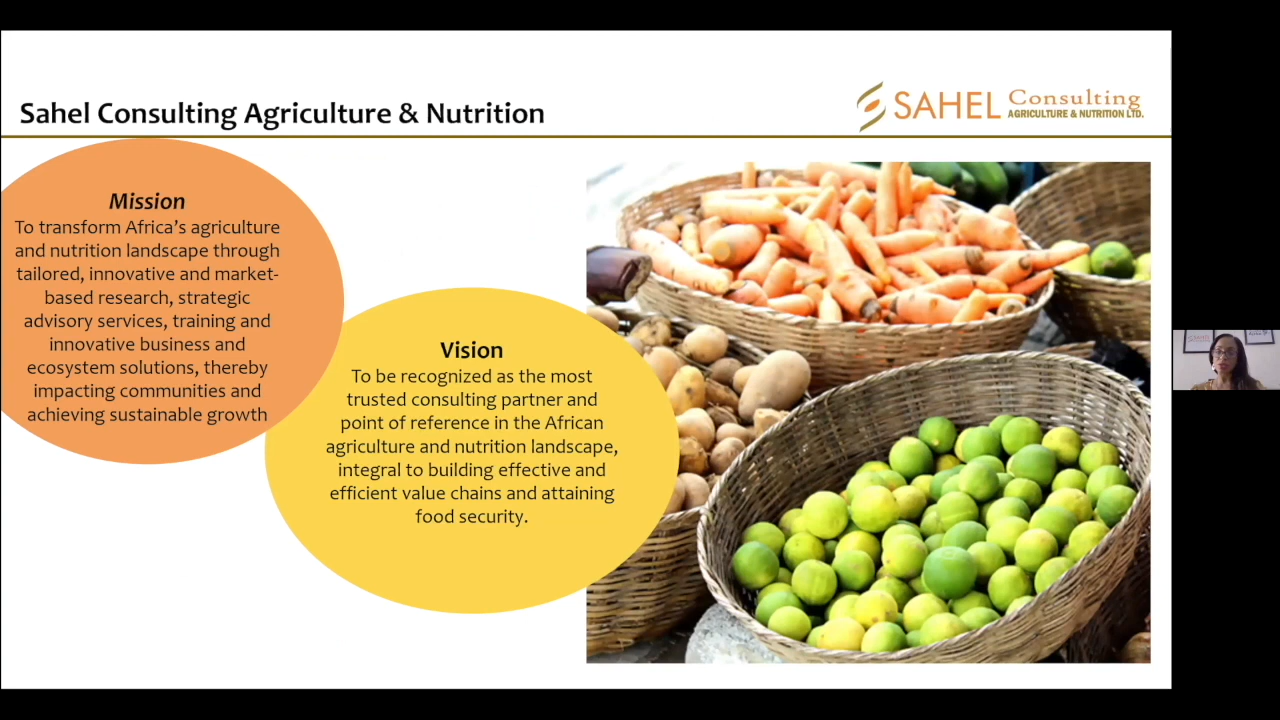 Sahel Consulting Agriculture & Nutrition
SAHEL Consulting
AGRICULTURE & NUTRITION LTD.
Mission
To transform Africa’s agriculture
and nutrition landscape through
tailored, innovative and market-
based research, strategic
advisory services, training and
innovative business and
ecosystem solutions, thereby
impacting communities and
achieving sustainable growth
Vision
To be recognized as the most
trusted consulting partner and
point of reference in the African
agriculture and nutrition landscape,
integral to building effective and
efficient value chains and attaining
food security.